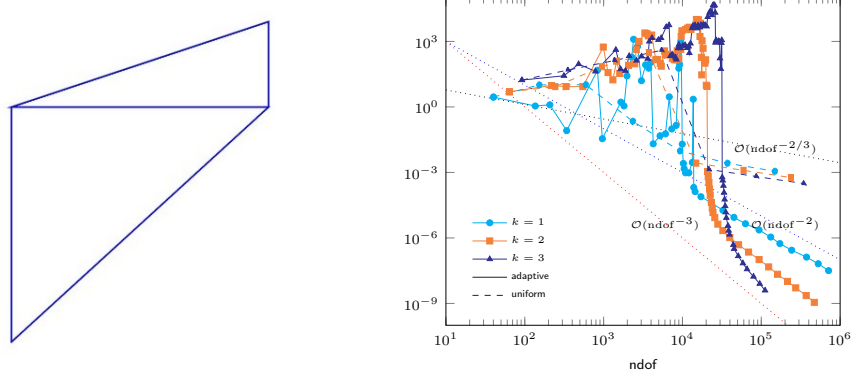 10^3
10^0
10^{-3}
10^{-6}
10^{-9}
O(ndof^{-2/3})
O(ndof^{-3})
O(ndof^{-2})
k = 1
k = 2
k = 3
adaptive
uniform
10^1 10^2 10^3 10^4 10^5 10^6
ndof